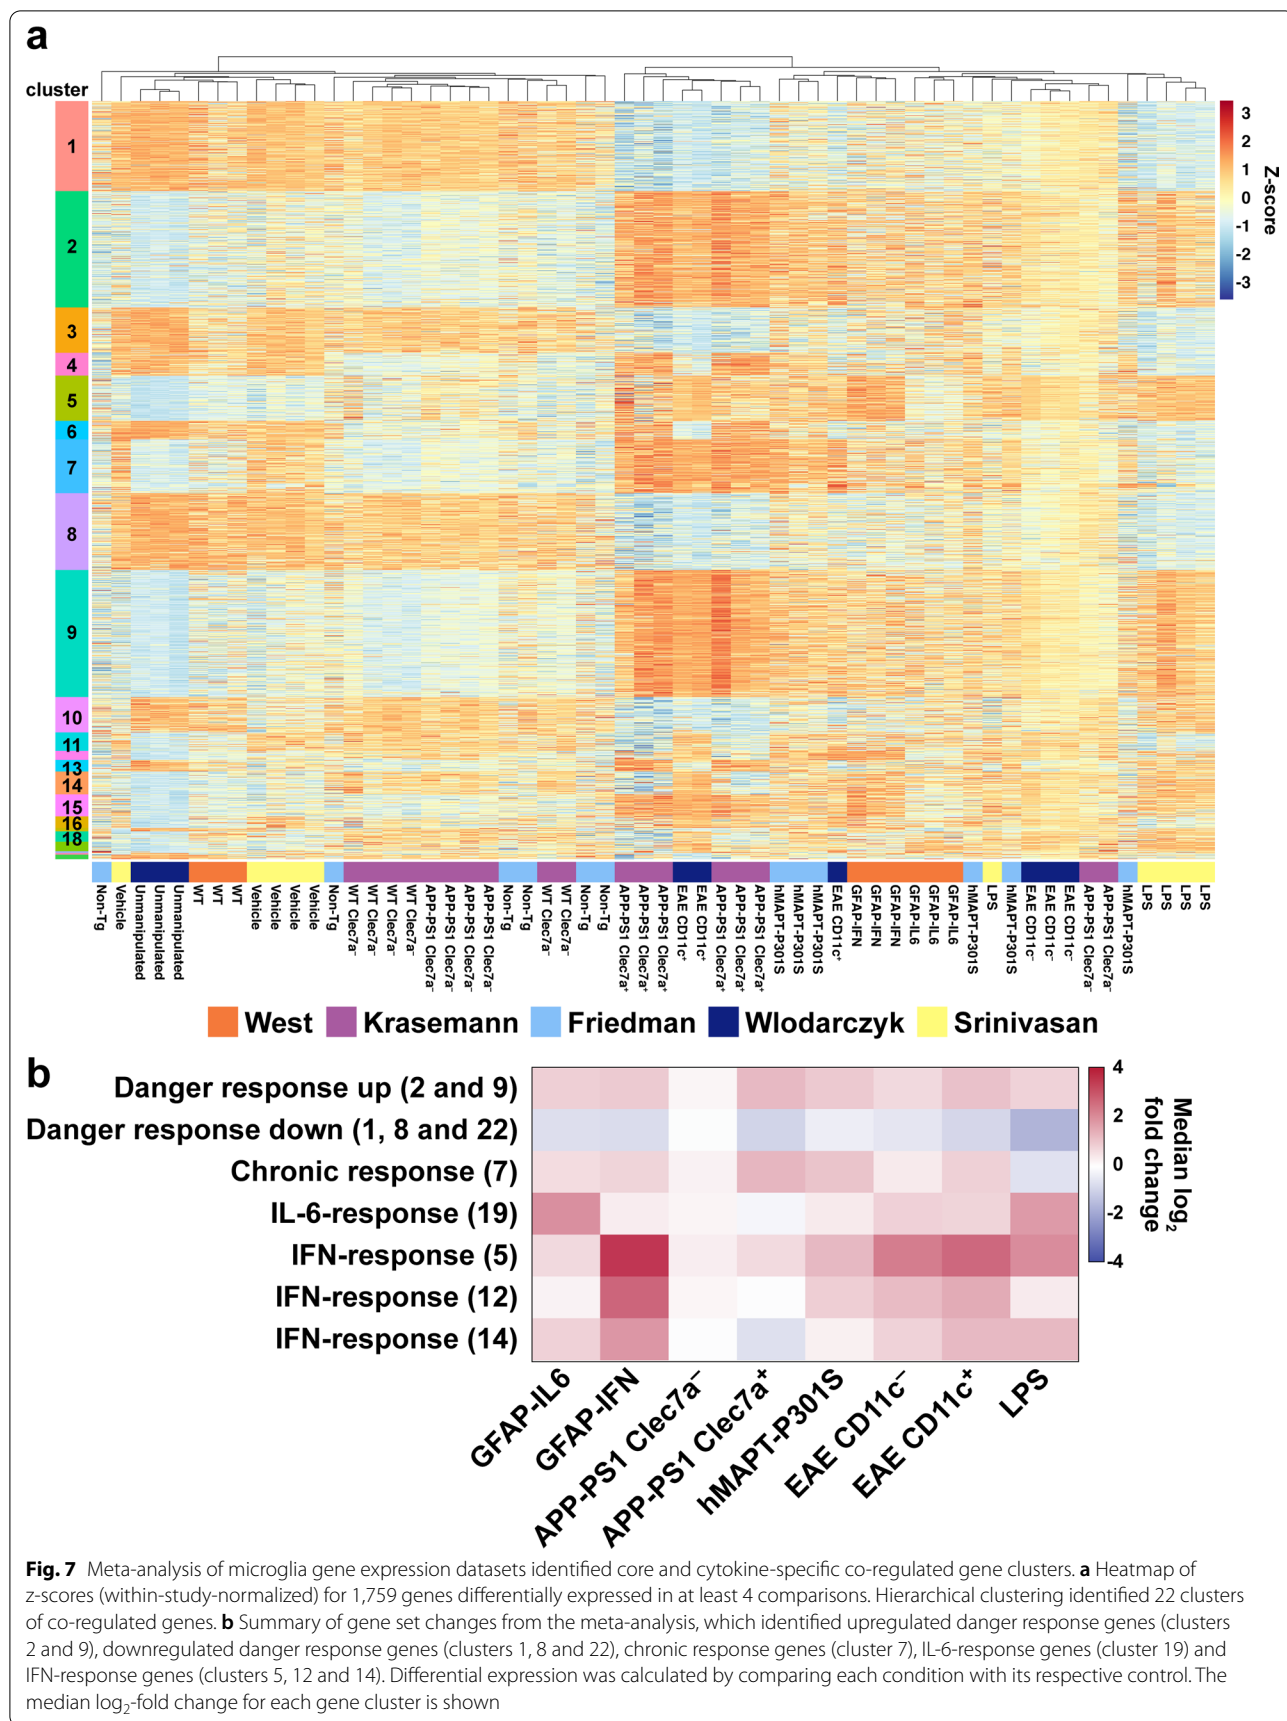 a
cluster
1
2
3
4
5
6
7
8
9
10
11
13
14
15
16
18
3
2
1
0
-1
-2
-3
Z-score
Non-Tg
Vehicle
Unmanipulated
Unmanipulated
Unmanipulated
WT
WT
WT
Vehicle
Vehicle
Vehicle
Vehicle
Non-Tg
WT Clec7a⁻
WT Clec7a⁻
WT Clec7a⁻
WT Clec7a⁻
APP-PS1 Clec7a⁻
APP-PS1 Clec7a⁻
APP-PS1 Clec7a⁻
APP-PS1 Clec7a⁻
Non-Tg
Non-Tg
WT Clec7a⁻
WT Clec7a⁻
Non-Tg
Non-Tg
APP-PS1 Clec7a⁺
APP-PS1 Clec7a⁺
APP-PS1 Clec7a⁺
EAE CD11c⁺
EAE CD11c⁺
APP-PS1 Clec7a⁺
APP-PS1 Clec7a⁺
APP-PS1 Clec7a⁺
hMAPT-P301S
hMAPT-P301S
hMAPT-P301S
EAE CD11c⁺
GFAP-IFN
GFAP-IFN
GFAP-IFN
GFAP-IL6
GFAP-IL6
GFAP-IL6
hMAPT-P301S
LPS
hMAPT-P301S
EAE CD11c⁻
EAE CD11c⁻
EAE CD11c⁻
APP-PS1 Clec7a⁻
APP-PS1 Clec7a⁻
hMAPT-P301S
LPS
LPS
LPS
LPS
West Krasemann Friedman Wlodarczyk Srinivasan
b
Danger response up (2 and 9)
Danger response down (1, 8 and 22)
Chronic response (7)
IL-6-response (19)
IFN-response (5)
IFN-response (12)
IFN-response (14)
4
2
0
-2
-4
Median log₂
fold change
GFAP-IL6
GFAP-IFN
APP-PS1 Clec7a⁻
APP-PS1 Clec7a⁺
hMAPT-P301S
EAE CD11c⁻
EAE CD11c⁺
LPS
Fig. 7 Meta-analysis of microglia gene expression datasets identified core and cytokine-specific co-regulated gene clusters. a Heatmap of
z-scores (within-study-normalized) for 1,759 genes differentially expressed in at least 4 comparisons. Hierarchical clustering identified 22 clusters
of co-regulated genes. b Summary of gene set changes from the meta-analysis, which identified upregulated danger response genes (clusters
2 and 9), downregulated danger response genes (clusters 1, 8 and 22), chronic response genes (cluster 7), IL-6-response genes (cluster 19) and
IFN-response genes (clusters 5, 12 and 14). Differential expression was calculated by comparing each condition with its respective control. The
median log₂-fold change for each gene cluster is shown